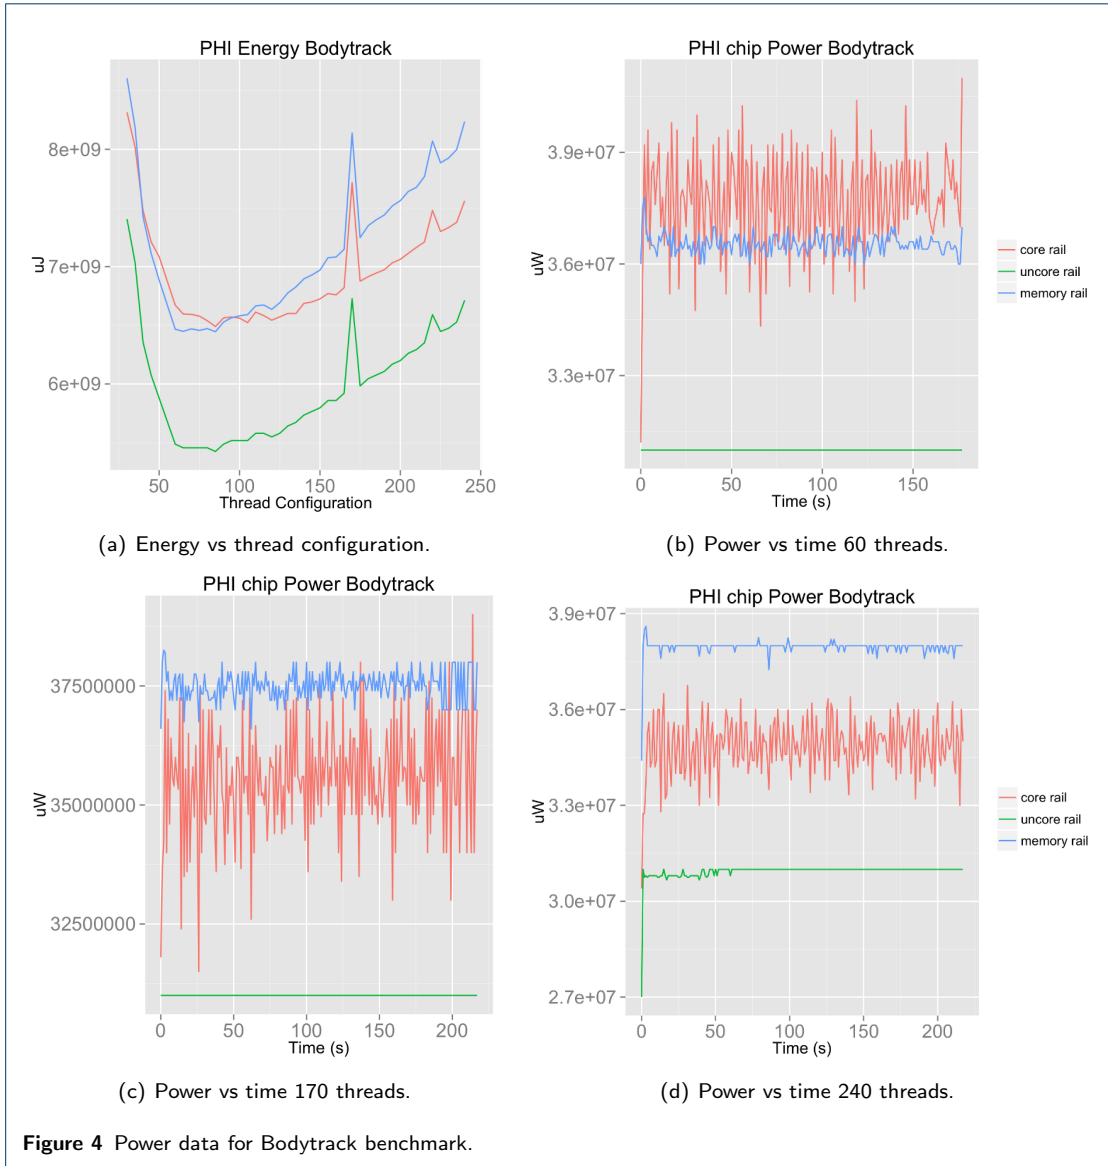 PHI Energy Bodytrack
8e+09
7e+09
6e+09
uJ
50 100 150 200 250
Thread Configuration
(a) Energy vs thread configuration.
PHI chip Power Bodytrack
3.9e+07
3.6e+07
3.3e+07
uW
0 50 100 150
Time (s)
core rail
uncore rail
memory rail
(b) Power vs time 60 threads.
PHI chip Power Bodytrack
37500000
35000000
32500000
uW
0 50 100 150 200
Time (s)
(c) Power vs time 170 threads.
PHI chip Power Bodytrack
3.9e+07
3.6e+07
3.3e+07
3.0e+07
2.7e+07
uW
0 50 100 150 200
Time (s)
core rail
uncore rail
memory rail
(d) Power vs time 240 threads.
Figure 4 Power data for Bodytrack benchmark.